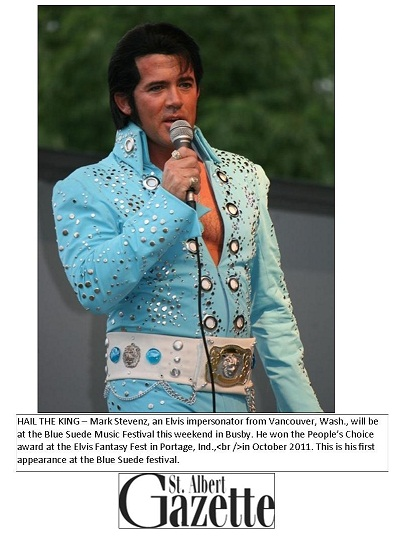 HAIL THE KING – Mark Stevenz, an Elvis impersonator from Vancouver, Wash., will be
at the Blue Suede Music Festival this weekend in Busby. He won the People's Choice
award at the Elvis Fantasy Fest in Portage, Ind.,<br />in October 2011. This is his first
appearance at the Blue Suede festival.
St. Albert
Gazette